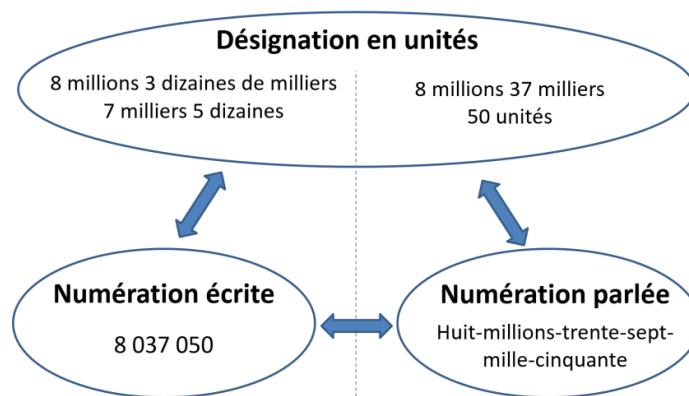 Désignation en unités
8 millions 3 dizaines de milliers
7 milliers 5 dizaines
8 millions 37 milliers
50 unités
Numération écrite
8 037 050
Numération parlée
Huit-millions-trente-sept-
mille-cinquante